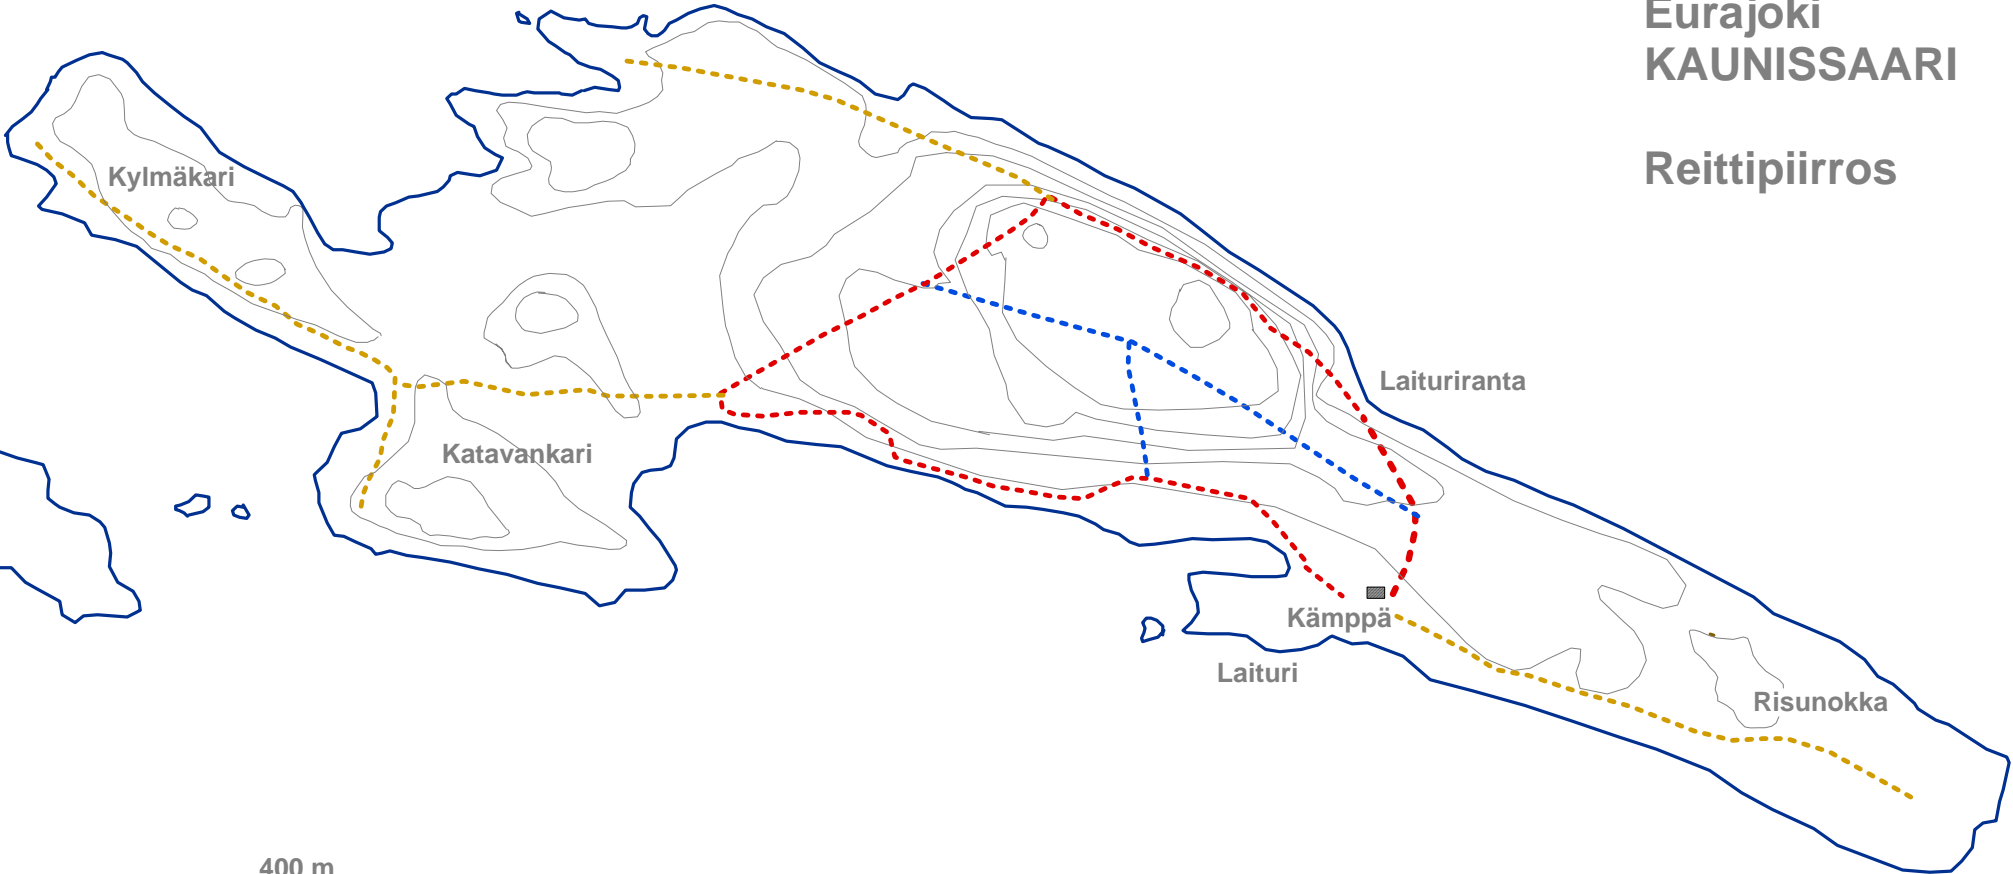 Eurajoki
KAUNISSAARI
Reittipiirros
Kylmäkari
Laituriranta
Katavankari
Kämppä
Laituri
Risunokka
400 m